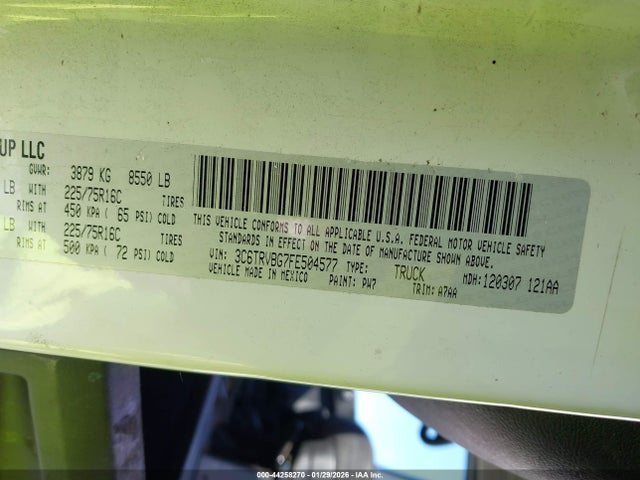 UP LLC
GVWR: 3879 KG 8550 LB
LB WITH 225/75R16C TIRES
RIMS AT 450 KPA ( 65 PSI) COLD
LB WITH 225/75R16C TIRES
RIMS AT 500 KPA ( 72 PSI) COLD
THIS VEHICLE CONFORMS TO ALL APPLICABLE U.S.A. FEDERAL MOTOR VEHICLE SAFETY
STANDARDS IN EFFECT ON THE DATE OF MANUFACTURE SHOWN ABOVE.
VIN: 3C6TRVBG7FE504577 TYPE: TRUCK MDH: 120307 121AA
VEHICLE MADE IN MEXICO PAINT: PW7 TRIM: A7AA
000-44258270 - 01/29/2026 - IAA